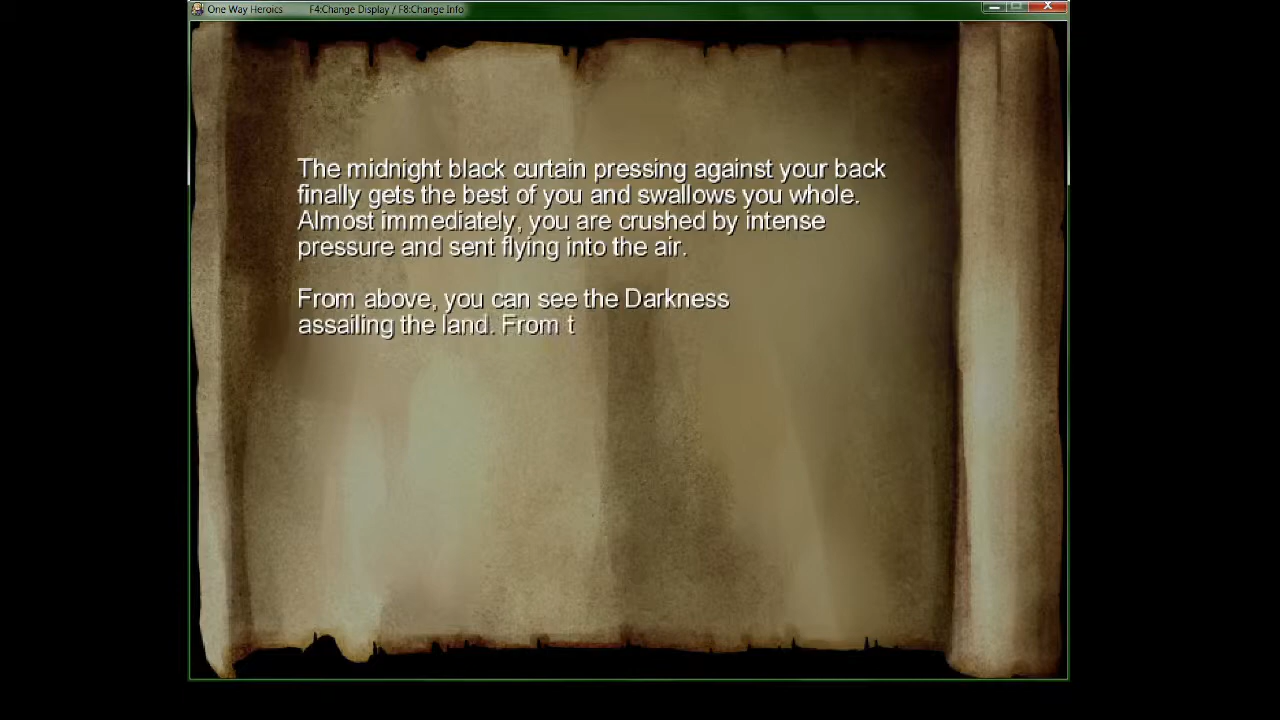 One Way Heroics F4:Change Display / F8:Change Info
The midnight black curtain pressing against your back
finally gets the best of you and swallows you whole.
Almost immediately, you are crushed by intense
pressure and sent flying into the air.
From above, you can see the Darkness
assailing the land. From t